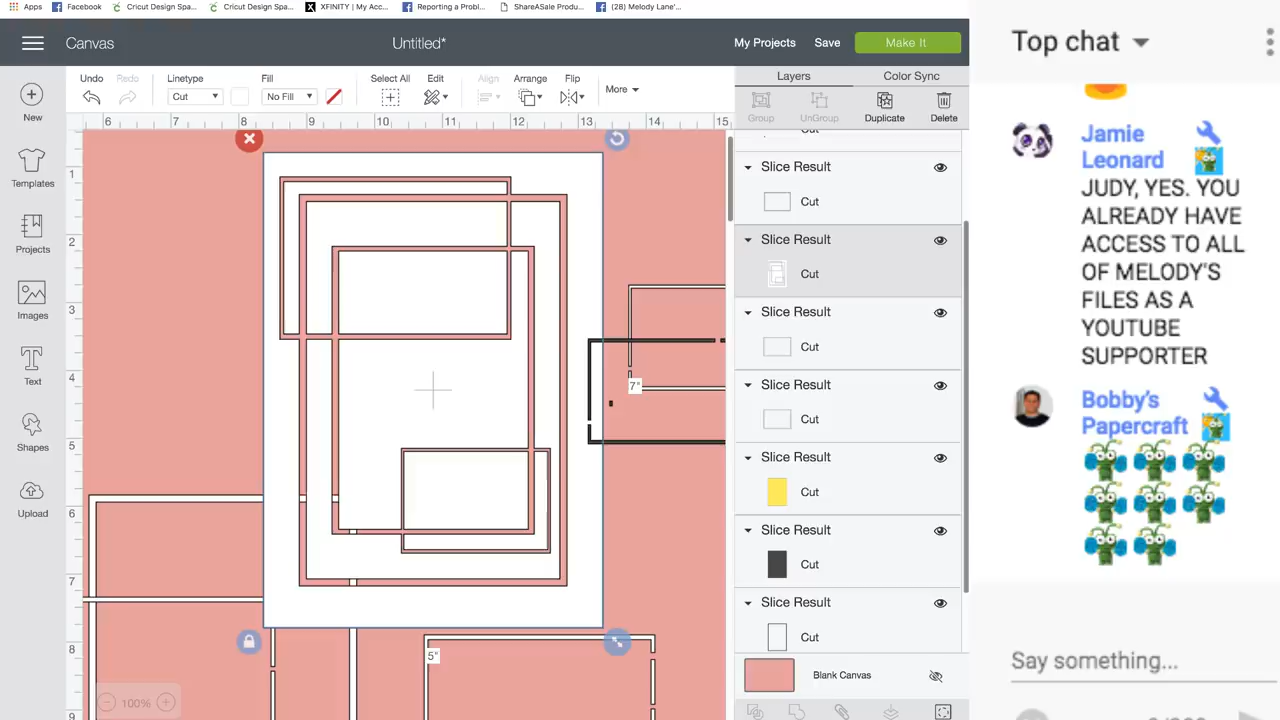 Apps
Facebook
Cricut Design Spa...
Cricut Design Spa...
XFINITY | My Acc...
Reporting a Probl...
ShareASale Produ...
(28) Melody Lane'...
Canvas
Untitled*
My Projects
Save
Make It
New
Templates
Projects
Images
Text
Shapes
Upload
Undo
Redo
Linetype
Cut
Fill
No Fill
Select All
Edit
Align
Arrange
Flip
More
6 7 8 9 10 11 12 13 14 15
1
2
3
4
5
6
7
8
9
7"
5"
100%
Layers
Color Sync
Group
UnGroup
Duplicate
Delete
Cut
Slice Result
Cut
Slice Result
Cut
Slice Result
Cut
Slice Result
Cut
Slice Result
Cut
Slice Result
Cut
Slice Result
Cut
Blank Canvas
Top chat
Jamie
Leonard
JUDY, YES. YOU
ALREADY HAVE
ACCESS TO ALL
OF MELODY'S
FILES AS A
YOUTUBE
SUPPORTER
Bobby's
Papercraft
Say something...